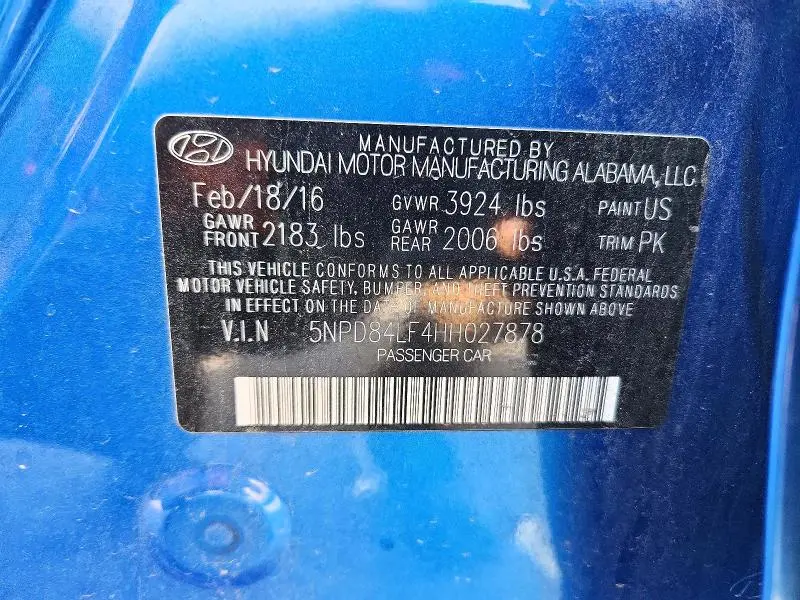 MANUFACTURED BY
HYUNDAI MOTOR MANUFACTURING ALABAMA, LLC
Feb/18/16 GVWR 3924 lbs PAINT US
GAWR FRONT 2183 lbs GAWR REAR 2006 lbs TRIM PK
THIS VEHICLE CONFORMS TO ALL APPLICABLE U.S.A. FEDERAL
MOTOR VEHICLE SAFETY, BUMPER, AND THEFT PREVENTION STANDARDS
IN EFFECT ON THE DATE OF MANUFACTURE SHOWN ABOVE
V.I.N 5NPD84LF4HH027878
PASSENGER CAR